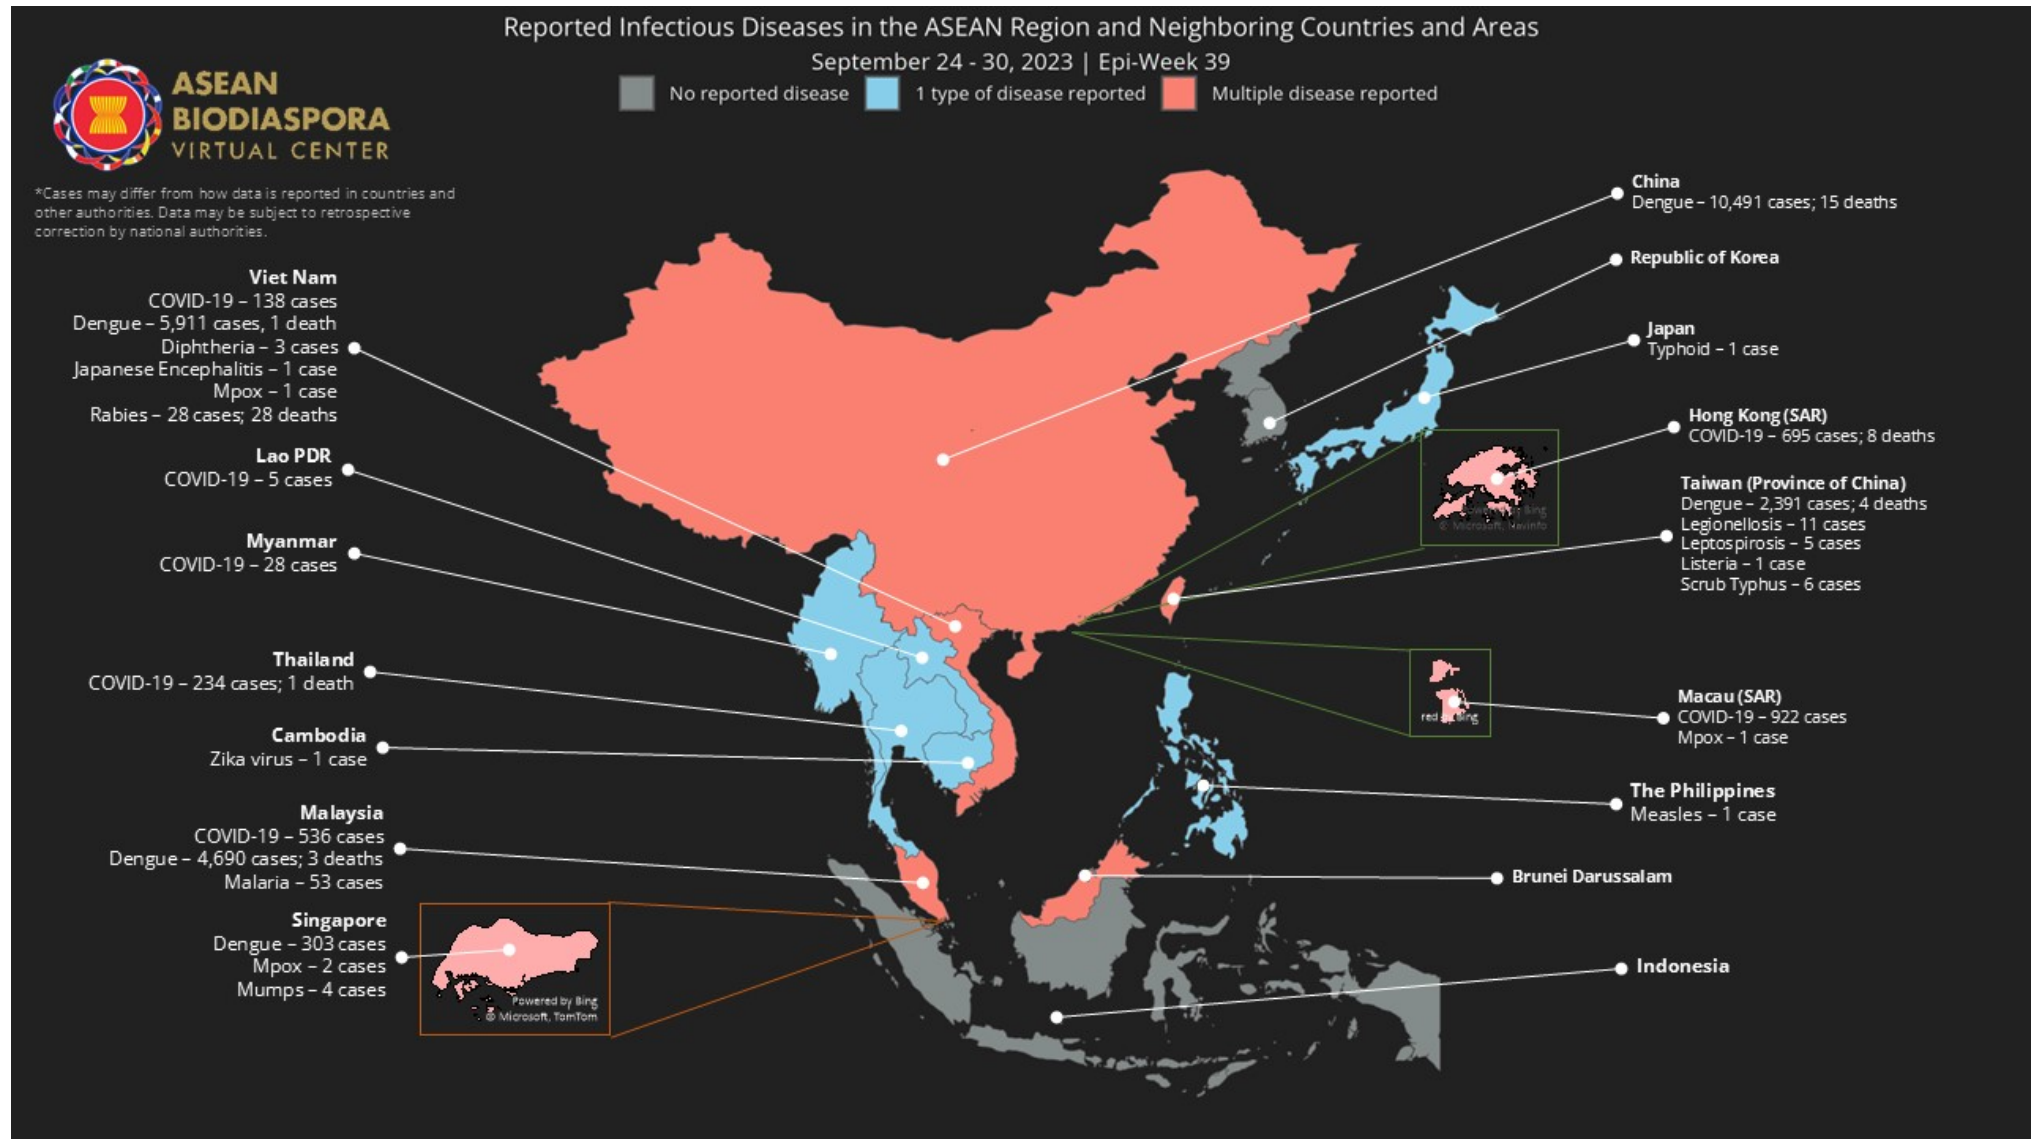 Reported Infectious Diseases in the ASEAN Region and Neighboring Countries and Areas
September 24 - 30, 2023 | Epi-Week 39
No reported disease
1 type of disease reported
Multiple disease reported
ASEAN
BIODIASPORA
VIRTUAL CENTER
*Cases may differ from how data is reported in countries and
other authorities. Data may be subject to retrospective
correction by national authorities.
Viet Nam
COVID-19 – 138 cases
Dengue – 5,911 cases, 1 death
Diphtheria – 3 cases
Japanese Encephalitis – 1 case
Mpox – 1 case
Rabies – 28 cases; 28 deaths
Lao PDR
COVID-19 – 5 cases
Myanmar
COVID-19 – 28 cases
Thailand
COVID-19 – 234 cases; 1 death
Cambodia
Zika virus – 1 case
Malaysia
COVID-19 – 536 cases
Dengue – 4,690 cases; 3 deaths
Malaria – 53 cases
Singapore
Dengue – 303 cases
Mpox – 2 cases
Mumps – 4 cases
Powered by Bing
© Microsoft, TomTom
China
Dengue – 10,491 cases; 15 deaths
Republic of Korea
Japan
Typhoid – 1 case
Hong Kong (SAR)
COVID-19 – 695 cases; 8 deaths
Powered by Bing
© Microsoft, Navinfo
Taiwan (Province of China)
Dengue – 2,391 cases; 4 deaths
Legionellosis – 11 cases
Leptospirosis – 5 cases
Listeria – 1 case
Scrub Typhus – 6 cases
Macau (SAR)
COVID-19 – 922 cases
Mpox – 1 case
The Philippines
Measles – 1 case
Brunei Darussalam
Indonesia